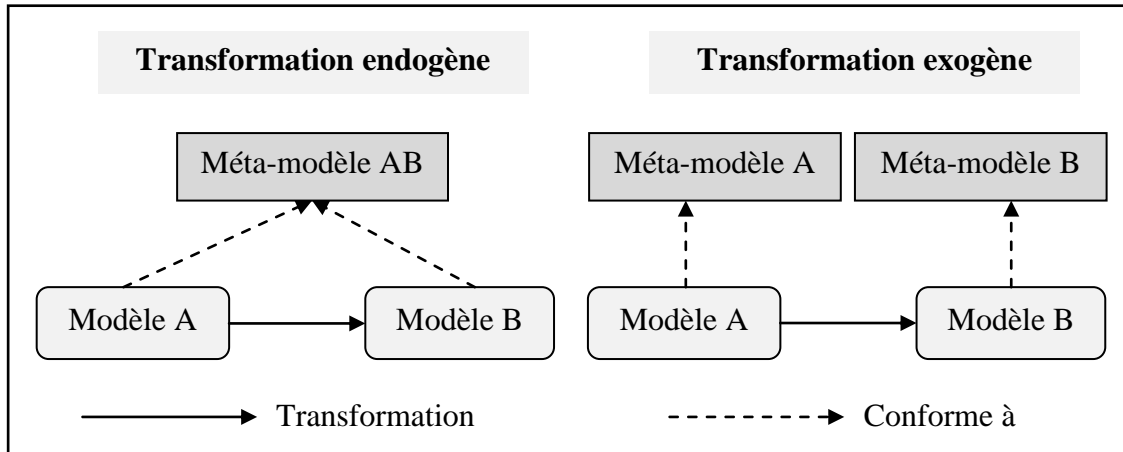 Transformation endogène
Transformation exogène
Méta-modèle AB
Méta-modèle A
Méta-modèle B
Modèle A
Modèle B
Modèle A
Modèle B
Transformation
Conforme à